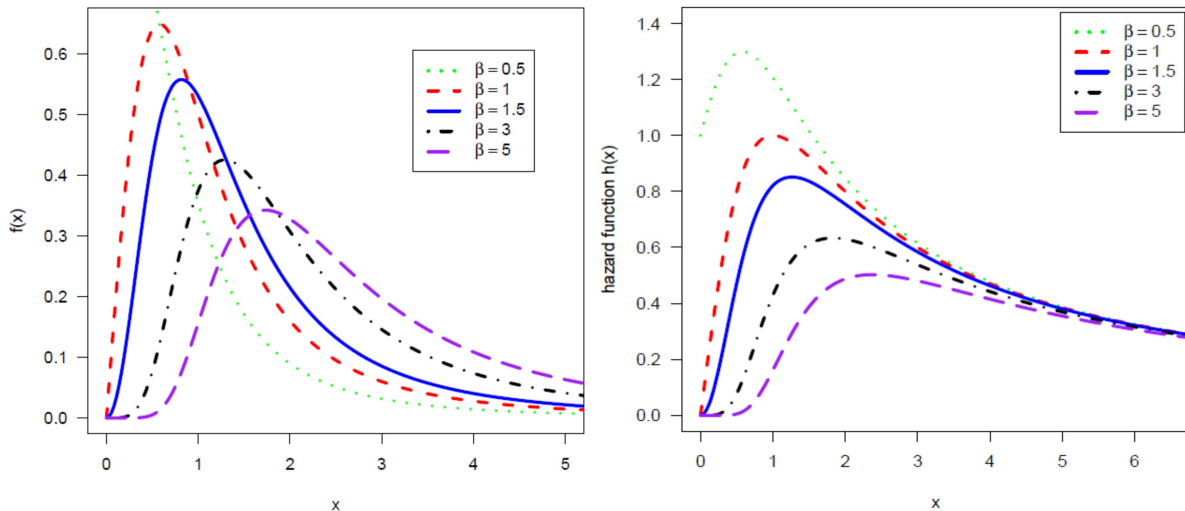 f(x)
0.6
0.5
0.4
0.3
0.2
0.1
0.0
0 1 2 3 4 5
x
β = 0.5
β = 1
β = 1.5
β = 3
β = 5
hazard function h(x)
1.4
1.2
1.0
0.8
0.6
0.4
0.2
0.0
0 1 2 3 4 5 6
x
β = 0.5
β = 1
β = 1.5
β = 3
β = 5